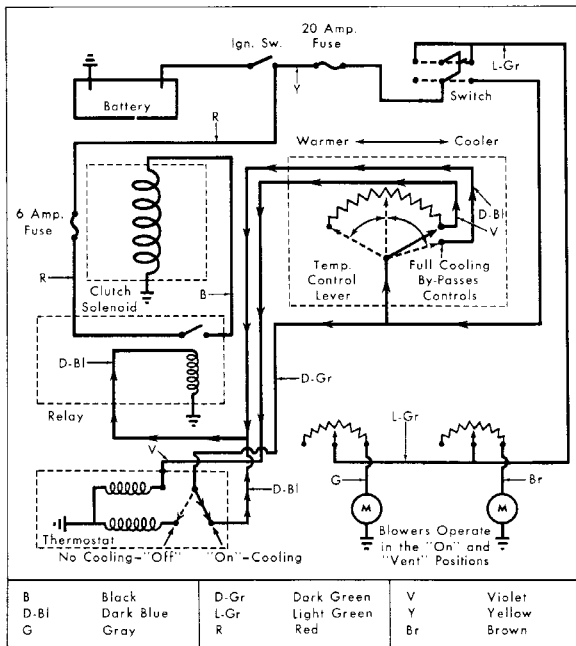 20 Amp.
Fuse
Ign. Sw.
L-Gr
Battery
Y
Switch
R
Warmer
Cooler
6 Amp.
Fuse
D-Bl
V
R
Clutch
Solenoid
B
Temp.
Control
Lever
Full Cooling
By-Passes
Controls
D-Bl
D-Gr
Relay
L-Gr
V
D-Bl
G
Br
Thermostat
M
M
No Cooling-"Off"
"On"-Cooling
Blowers Operate
in the "On" and
"Vent" Positions
B Black D-Gr Dark Green V Violet
D-Bl Dark Blue L-Gr Light Green Y Yellow
G Gray R Red Br Brown